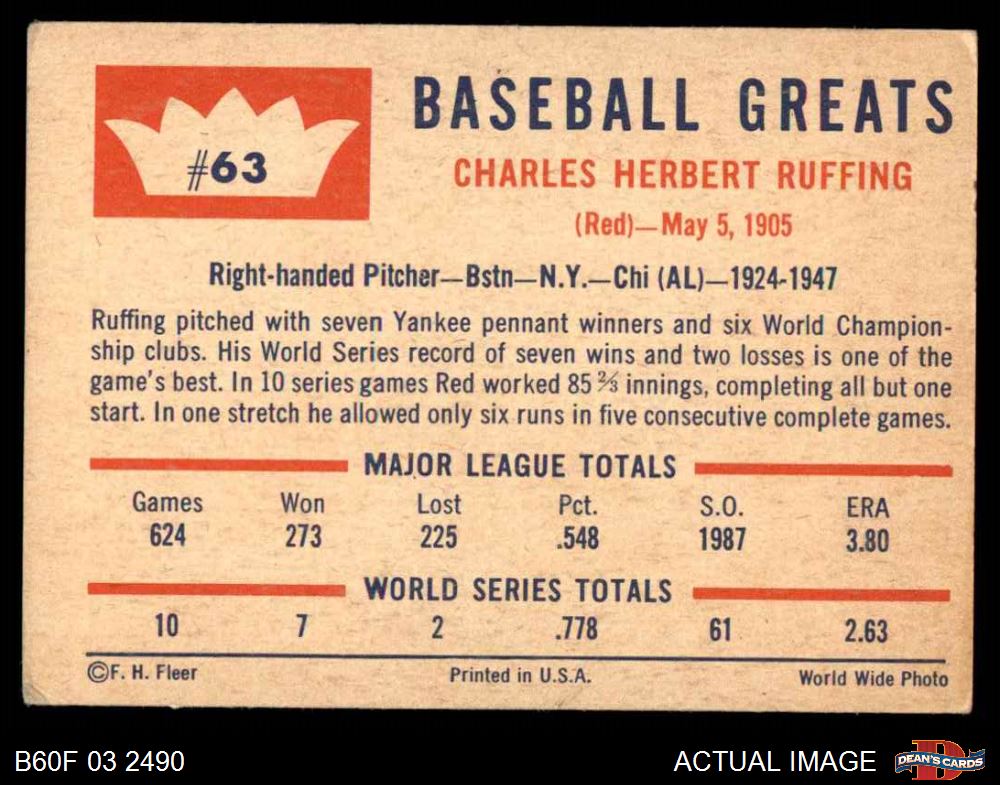 #63
BASEBALL GREATS
CHARLES HERBERT RUFFING
(Red)—May 5, 1905
Right-handed Pitcher—Bstn—N.Y.—Chi (AL)—1924-1947
Ruffing pitched with seven Yankee pennant winners and six World Champion-
ship clubs. His World Series record of seven wins and two losses is one of the
game's best. In 10 series games Red worked 85⅔ innings, completing all but one
start. In one stretch he allowed only six runs in five consecutive complete games.
MAJOR LEAGUE TOTALS
Games Won Lost Pct. S.O. ERA
624 273 225 .548 1987 3.80
WORLD SERIES TOTALS
10 7 2 .778 61 2.63
©F. H. Fleer Printed in U.S.A. World Wide Photo
B60F 03 2490 ACTUAL IMAGE DEAN'S CARDS